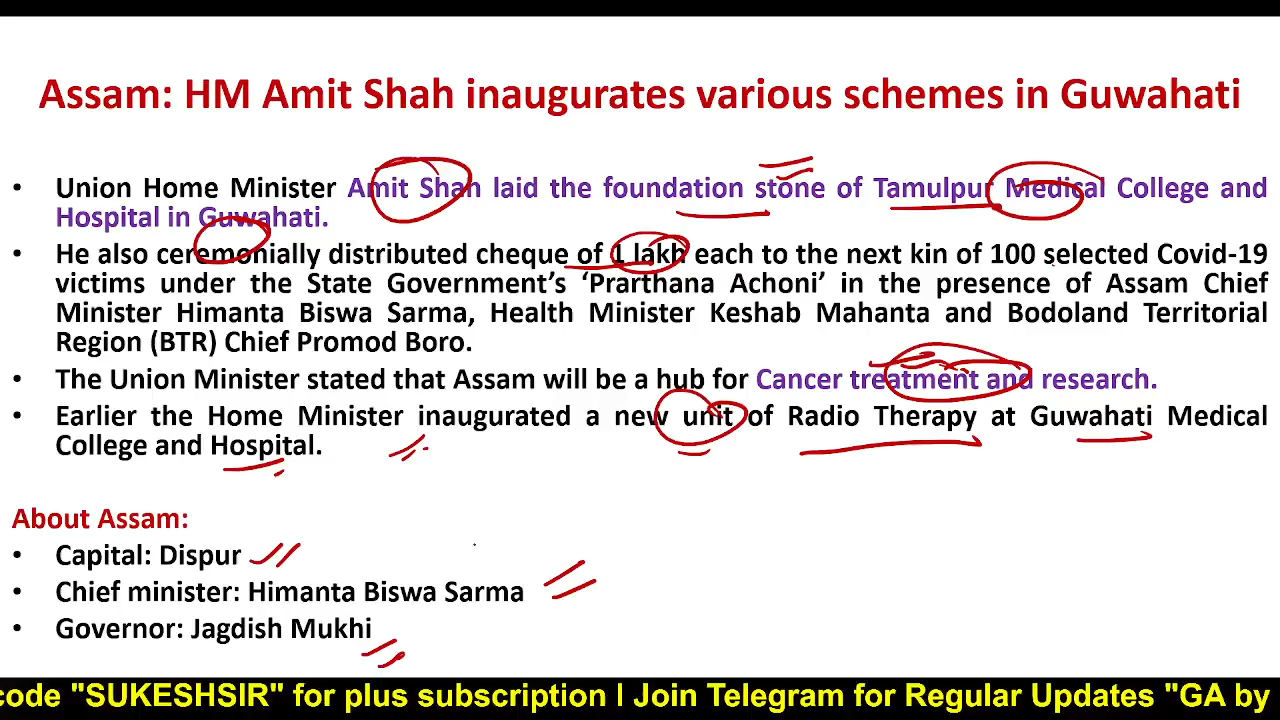 Assam: HM Amit Shah inaugurates various schemes in Guwahati
• Union Home Minister Amit Shah laid the foundation stone of Tamulpur Medical College and
Hospital in Guwahati.
• He also ceremonially distributed cheque of 1 lakh each to the next kin of 100 selected Covid-19
victims under the State Government's 'Prarthana Achoni' in the presence of Assam Chief
Minister Himanta Biswa Sarma, Health Minister Keshab Mahanta and Bodoland Territorial
Region (BTR) Chief Promod Boro.
• The Union Minister stated that Assam will be a hub for Cancer treatment and research.
• Earlier the Home Minister inaugurated a new unit of Radio Therapy at Guwahati Medical
College and Hospital.
About Assam:
• Capital: Dispur
• Chief minister: Himanta Biswa Sarma
• Governor: Jagdish Mukhi
code "SUKESHSIR" for plus subscription l Join Telegram for Regular Updates "GA by